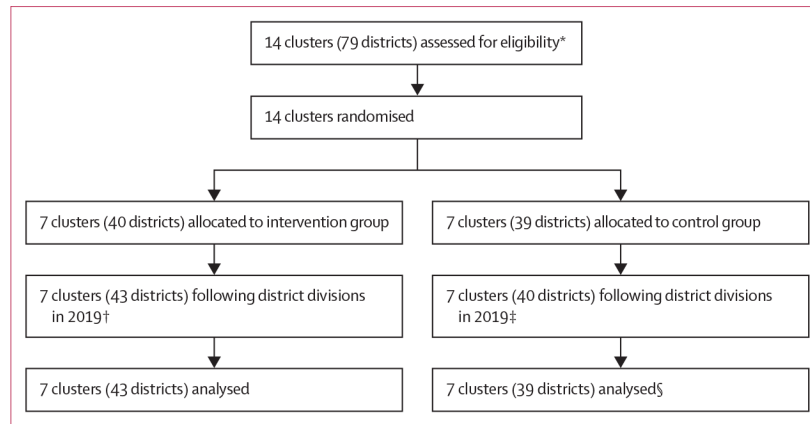 14 clusters (79 districts) assessed for eligibility*
14 clusters randomised
7 clusters (40 districts) allocated to intervention group
7 clusters (39 districts) allocated to control group
7 clusters (43 districts) following district divisions
in 2019†
7 clusters (40 districts) following district divisions
in 2019‡
7 clusters (43 districts) analysed
7 clusters (39 districts) analysed§